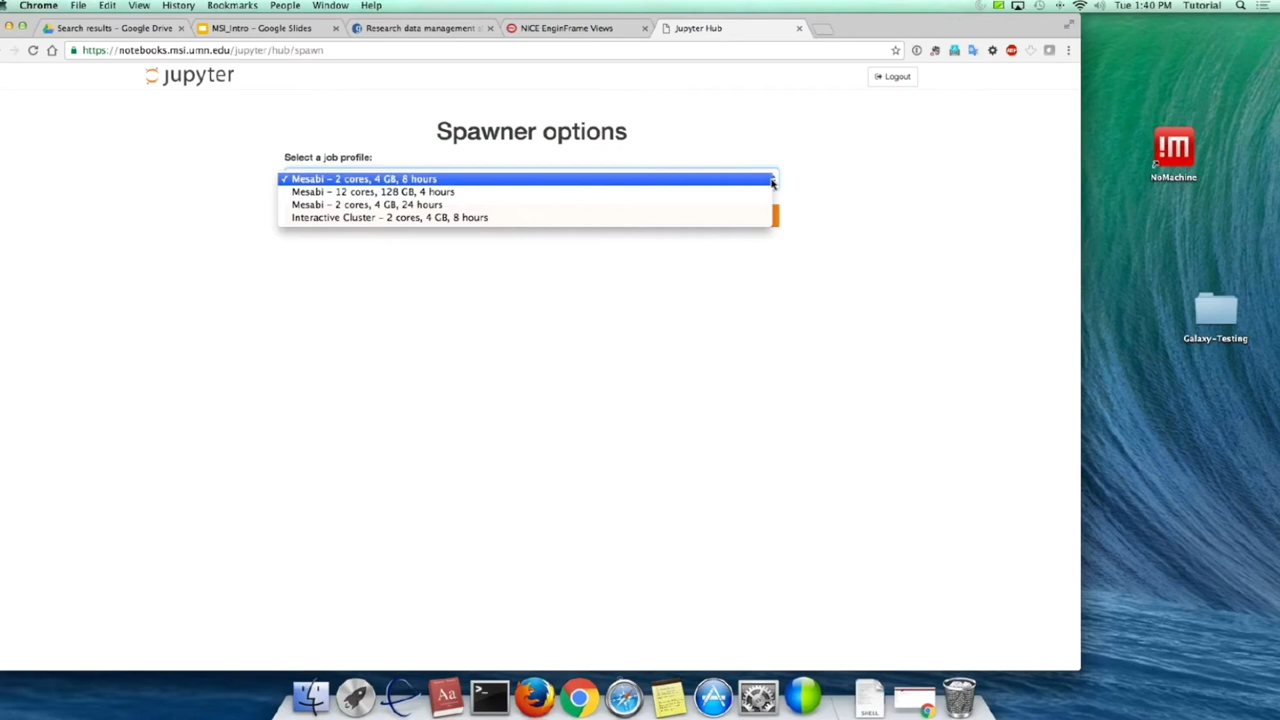 Chrome File Edit View History Bookmarks People Window Help Tue 1:40 PM Tutorial
Search results - Google Drive MSI_Intro - Google Slides Research data management NICE EnginFrame Views Jupyter Hub
https://notebooks.msi.umn.edu/jupyter/hub/spawn
jupyter Logout
Spawner options
Select a job profile:
✓ Mesabi - 2 cores, 4 GB, 8 hours
Mesabi - 12 cores, 128 GB, 4 hours
Mesabi - 2 cores, 4 GB, 24 hours
Interactive Cluster - 2 cores, 4 GB, 8 hours
!M
NoMachine
Galaxy-Testing
Aa
>_
SHELL